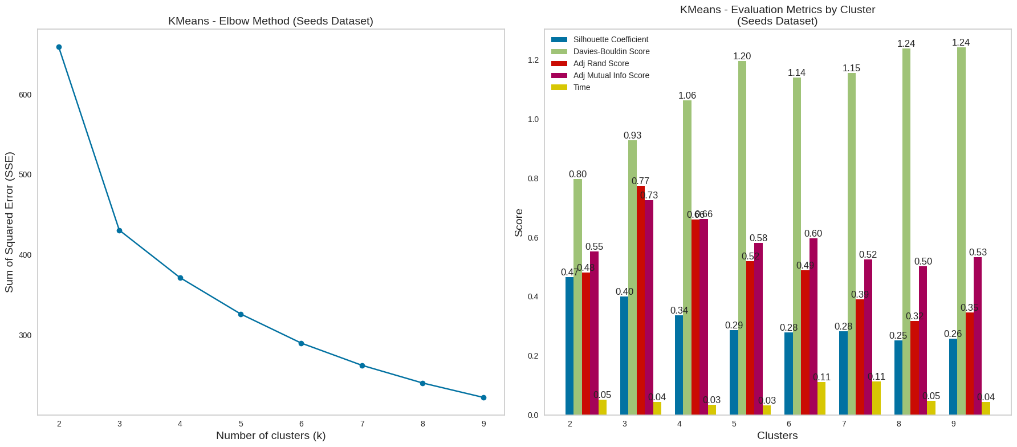 KMeans - Elbow Method (Seeds Dataset)
Sum of Squared Error (SSE)
600
500
400
300
2 3 4 5 6 7 8 9
Number of clusters (k)
KMeans - Evaluation Metrics by Cluster
(Seeds Dataset)
Silhouette Coefficient
Davies-Bouldin Score
Adj Rand Score
Adj Mutual Info Score
Time
Score
1.2
1.0
0.8
0.6
0.4
0.2
0.0
0.47 0.80 0.55 0.05
0.40 0.93 0.77 0.73 0.04
0.34 1.06 0.66 0.03
0.29 1.20 0.58 0.03
0.28 1.14 0.60 0.11
0.28 1.15 0.52 0.11
0.25 1.24 0.50 0.05
0.26 1.24 0.53 0.04
2 3 4 5 6 7 8 9
Clusters